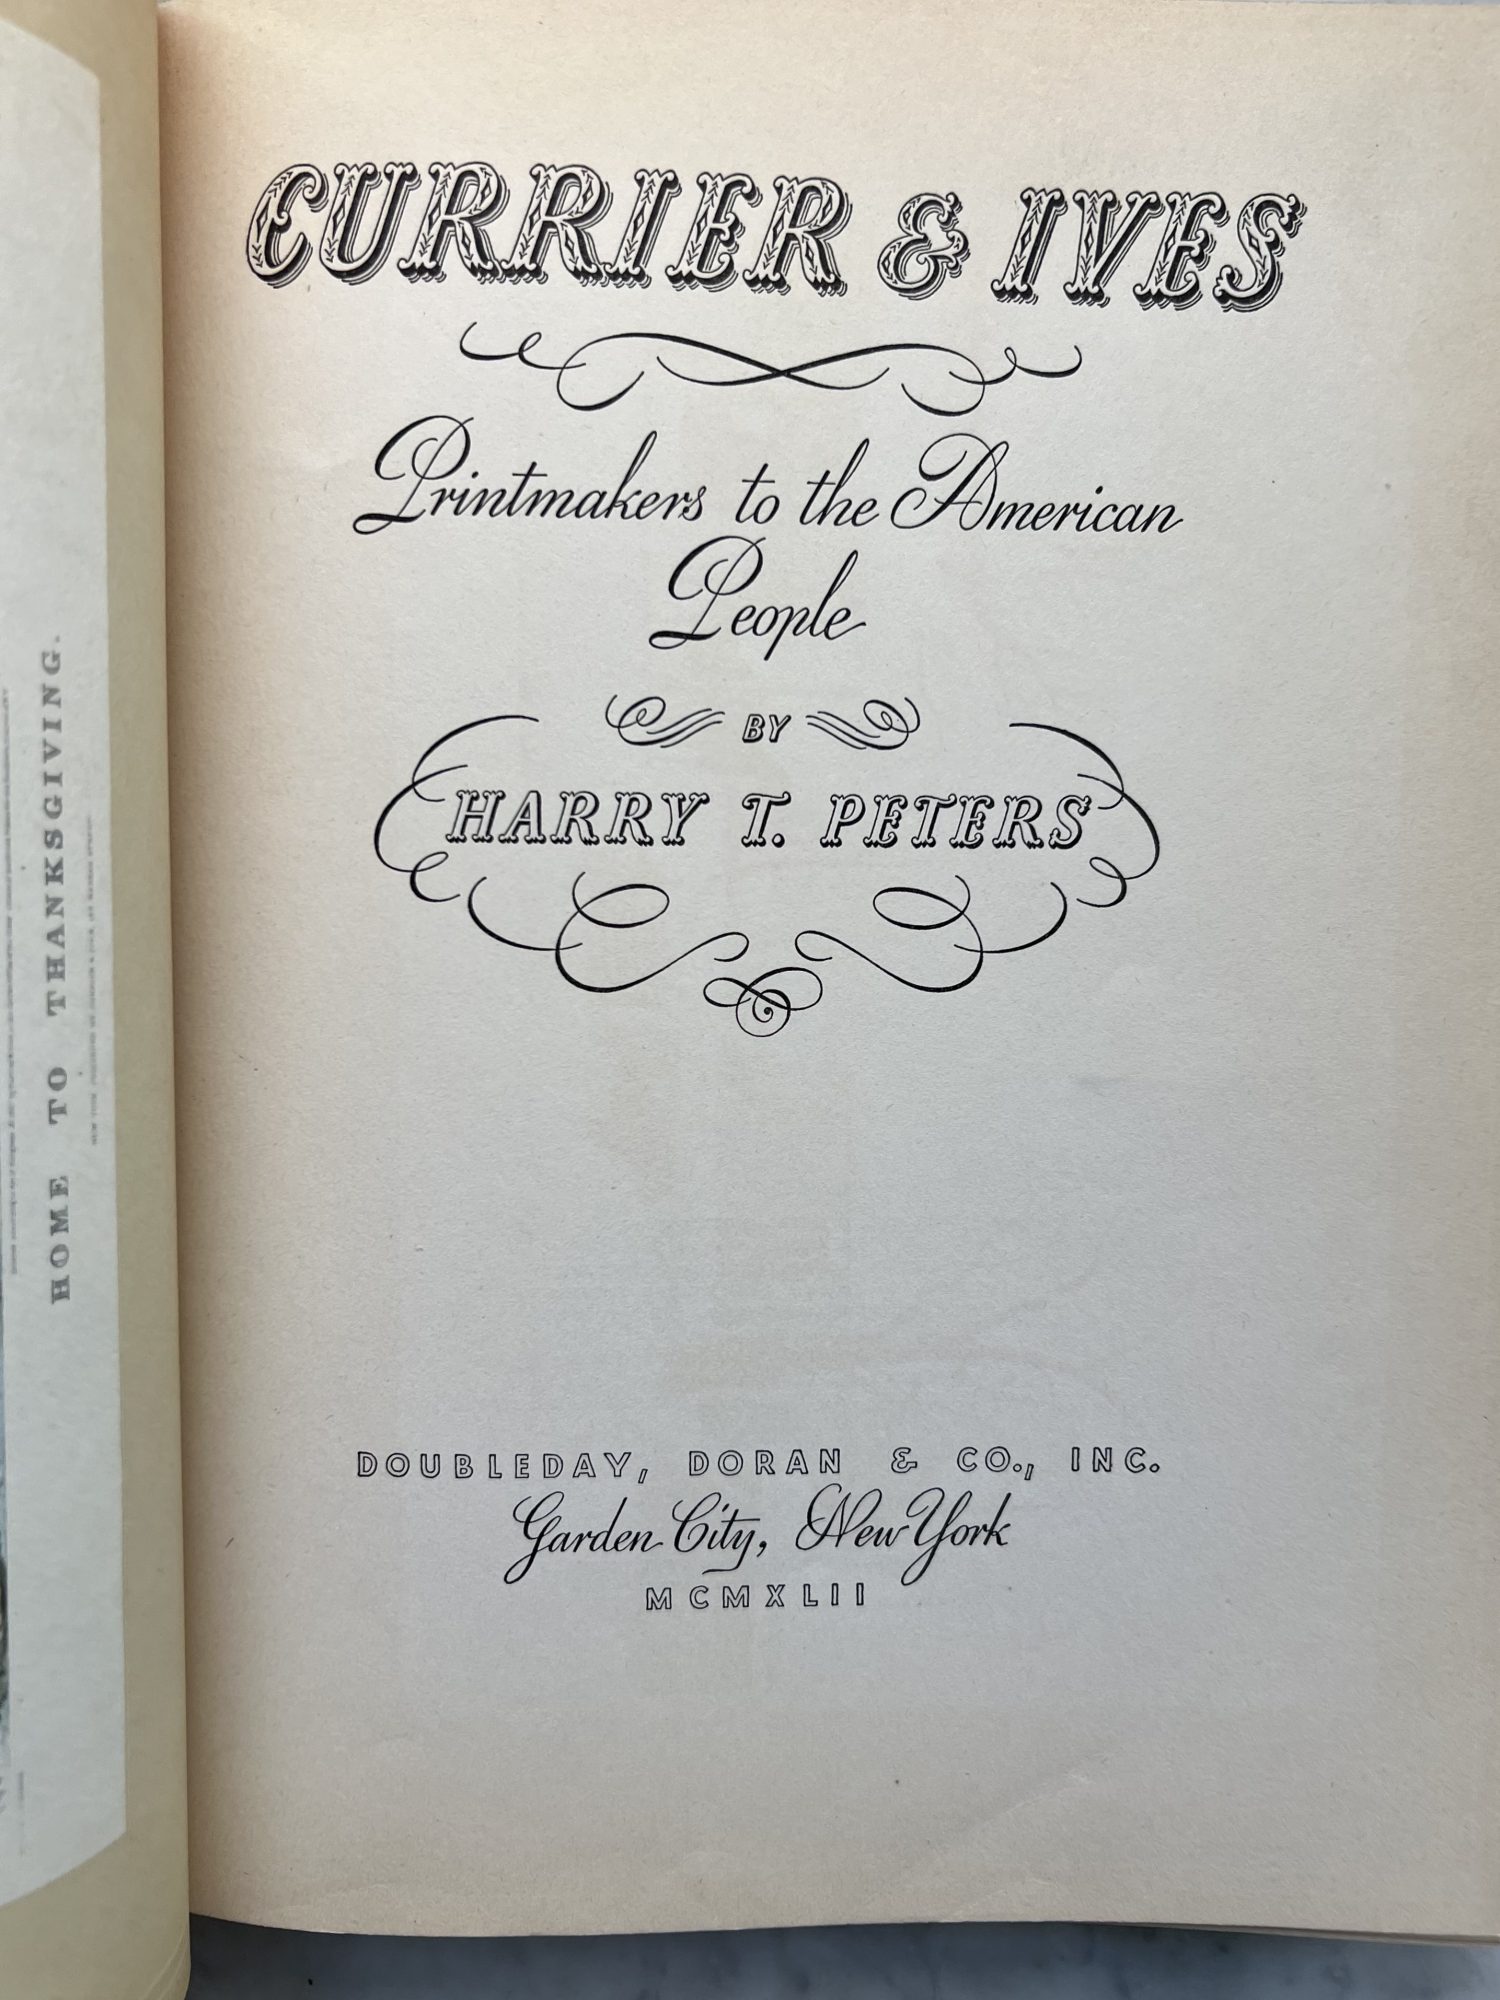 HOME TO THANKSGIVING.
CURRIER & IVES
Printmakers to the American
People
BY
HARRY T. PETERS
DOUBLEDAY, DORAN & CO., INC.
Garden City, New York
MCMXLII